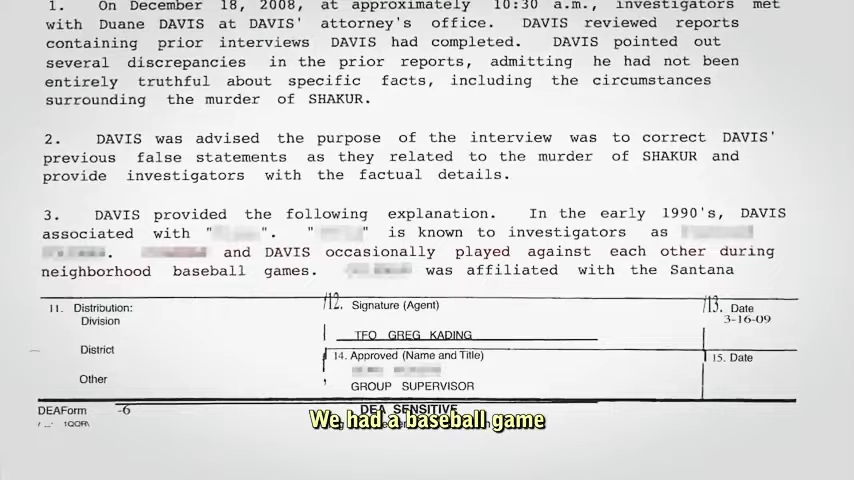 1. On December 18, 2008, at approximately 10:30 a.m., investigators met
with Duane DAVIS at DAVIS' attorney's office. DAVIS reviewed reports
containing prior interviews DAVIS had completed. DAVIS pointed out
several discrepancies in the prior reports, admitting he had not been
entirely truthful about specific facts, including the circumstances
surrounding the murder of SHAKUR.
2. DAVIS was advised the purpose of the interview was to correct DAVIS'
previous false statements as they related to the murder of SHAKUR and
provide investigators with the factual details.
3. DAVIS provided the following explanation. In the early 1990's, DAVIS
associated with " ". " " is known to investigators as
. and DAVIS occasionally played against each other during
neighborhood baseball games. was affiliated with the Santana
11. Distribution:
Division
District
Other
12. Signature (Agent)
TFO GREG KADING
14. Approved (Name and Title)
GROUP SUPERVISOR
13. Date
3-16-09
15. Date
DEA Form -6
DEA SENSITIVE
We had a baseball game